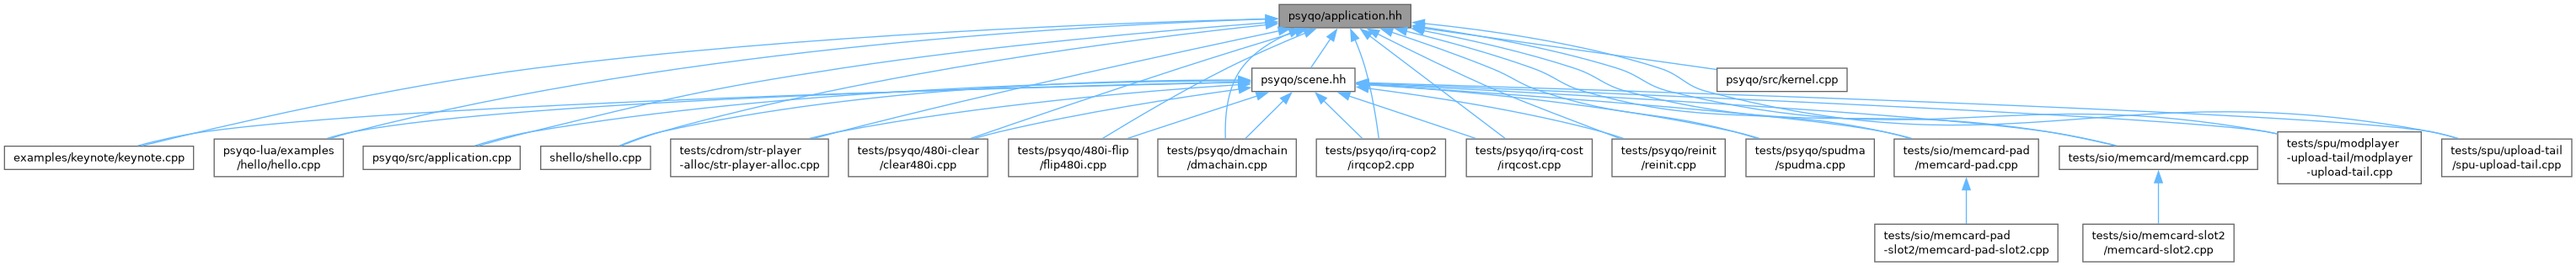 psyqo/application.hh
psyqo/scene.hh
psyqo/src/kernel.cpp
examples/keynote/keynote.cpp
psyqo-lua/examples
/hello/hello.cpp
psyqo/src/application.cpp
shello/shello.cpp
tests/cdrom/str-player
-alloc/str-player-alloc.cpp
tests/psyqo/480i-clear
/clear480i.cpp
tests/psyqo/480i-flip
/flip480i.cpp
tests/psyqo/dmachain
/dmachain.cpp
tests/psyqo/irq-cop2
/irqcop2.cpp
tests/psyqo/irq-cost
/irqcost.cpp
tests/psyqo/reinit
/reinit.cpp
tests/psyqo/spudma
/spudma.cpp
tests/sio/memcard-pad
/memcard-pad.cpp
tests/sio/memcard/memcard.cpp
tests/spu/modplayer
-upload-tail/modplayer
-upload-tail.cpp
tests/spu/upload-tail
/spu-upload-tail.cpp
tests/sio/memcard-pad
-slot2/memcard-pad-slot2.cpp
tests/sio/memcard-slot2
/memcard-slot2.cpp